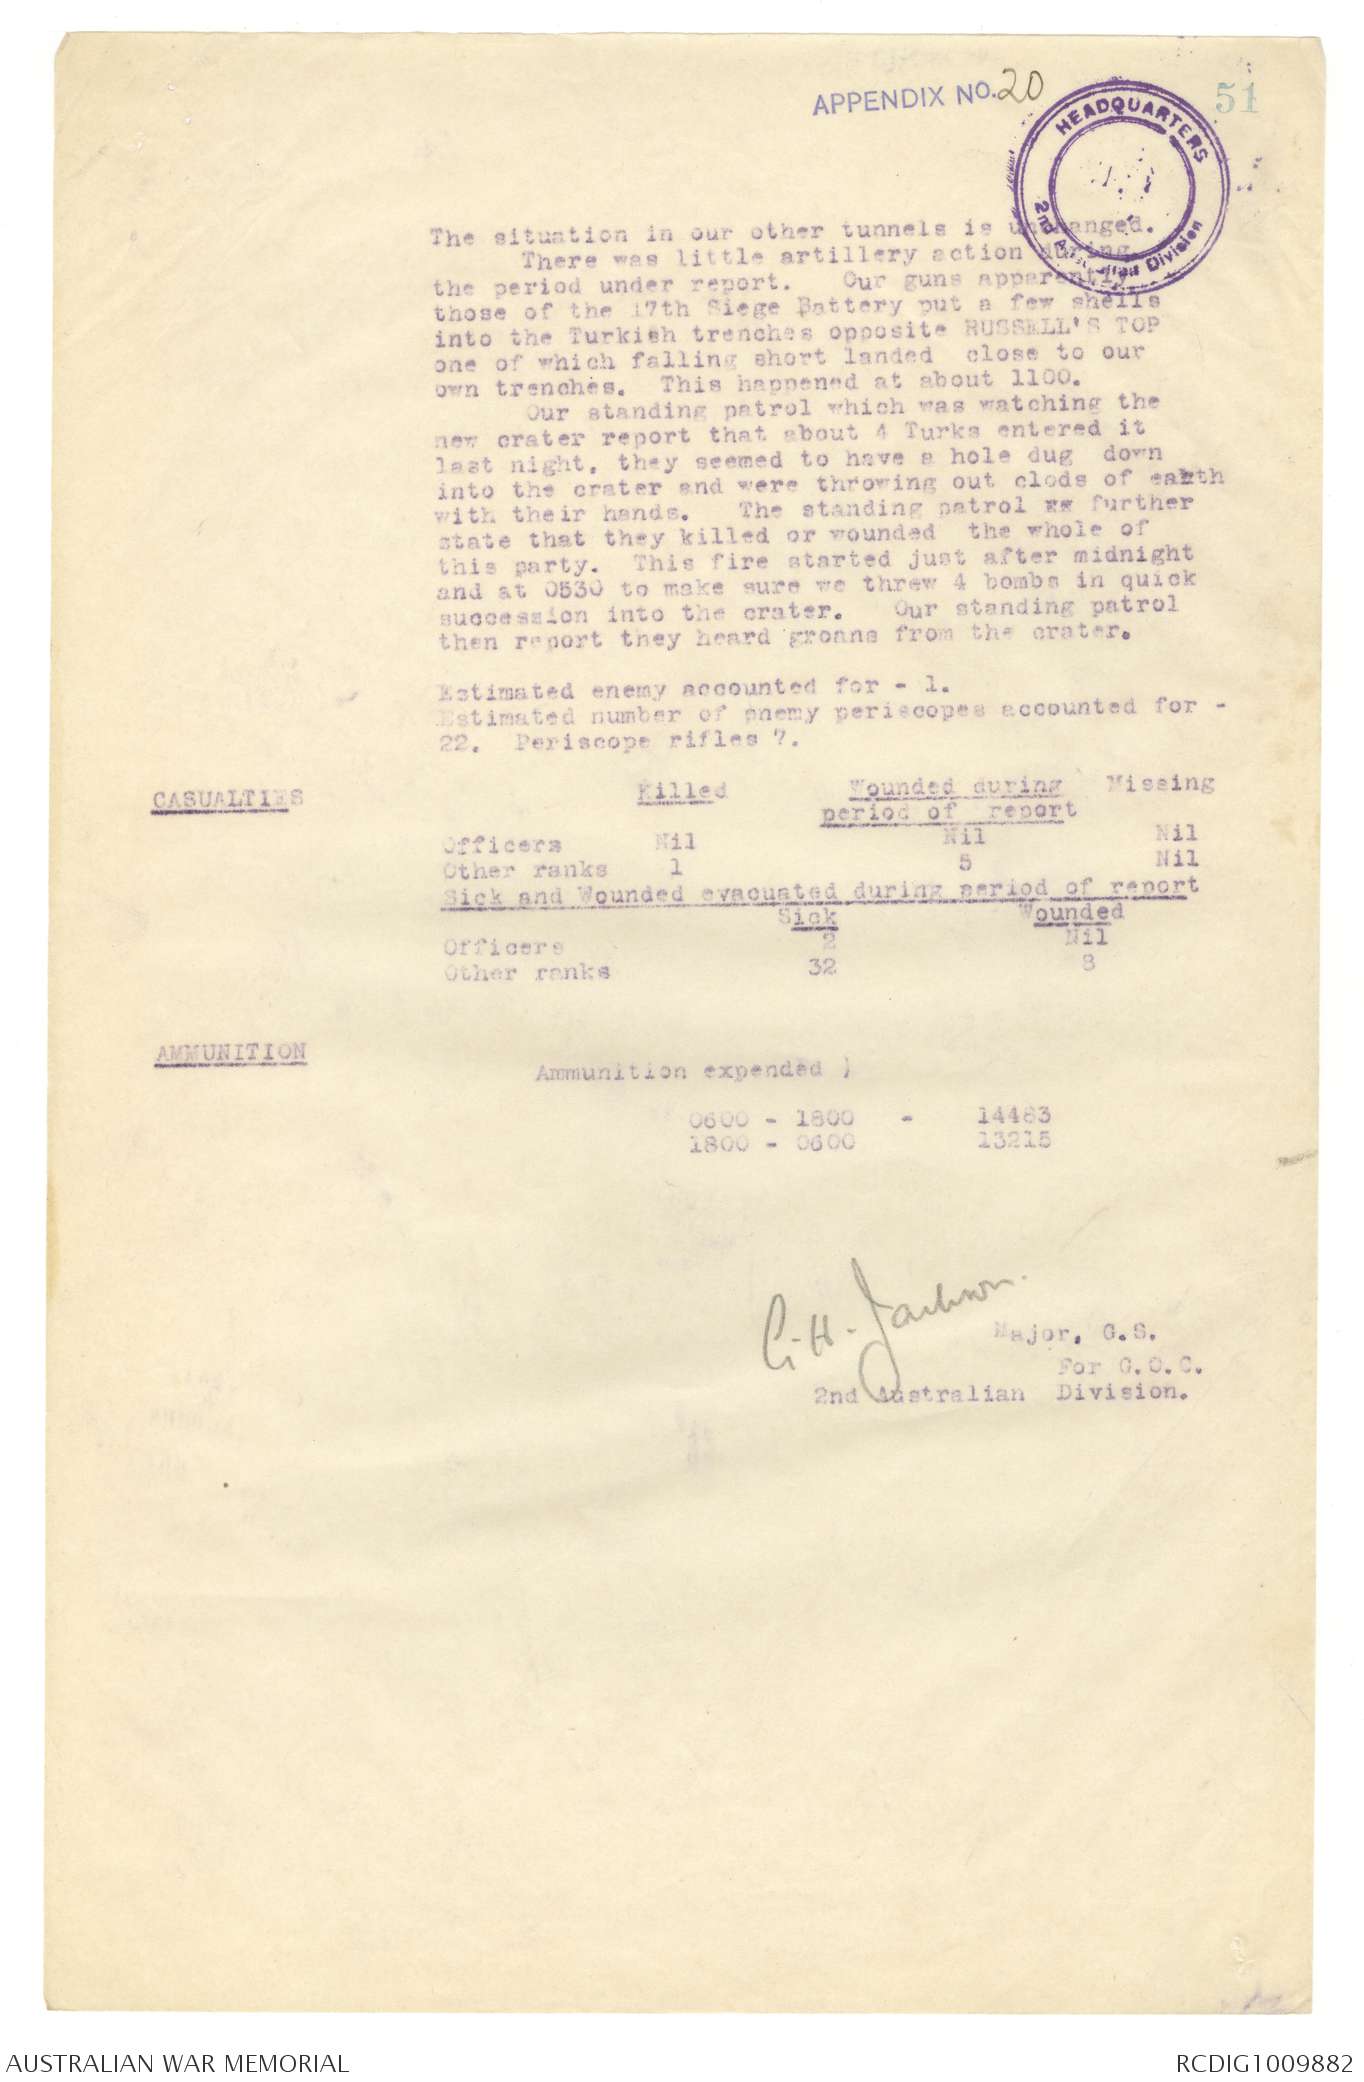 APPENDIX NO. 20
51
HEADQUARTERS
2nd Australian Division
The situation in our other tunnels is unchanged.
There was little artillery action during
the period under report. Our guns apparently
those of the 17th Siege Battery put a few shells
into the Turkish trenches opposite RUSSELL'S TOP
one of which falling short landed close to our
own trenches. This happened at about 1100.
Our standing patrol which was watching the
new crater report that about 4 Turks entered it
last night, they seemed to have a hole dug down
into the crater and were throwing out clods of earth
with their hands. The standing patrol xx further
state that they killed or wounded the whole of
this party. This fire started just after midnight
and at 0530 to make sure we threw 4 bombs in quick
succession into the crater. Our standing patrol
then report they heard groans from the crater.
Estimated enemy accounted for - 1.
Estimated number of enemy periscopes accounted for -
22. Periscope rifles 7.
CASUALTIES Killed Wounded during Missing
period of report
Officers Nil Nil Nil
Other ranks 1 5 Nil
Sick and Wounded evacuated during period of report
Sick Wounded
Officers 2 Nil
Other ranks 32 8
AMMUNITION
Ammunition expended )
0600 - 1800 - 14483
1800 - 0600 13215
G.H. Jackson.
Major, G.S.
For G.O.C.
2nd Australian Division.
AUSTRALIAN WAR MEMORIAL
RCDIG1009882